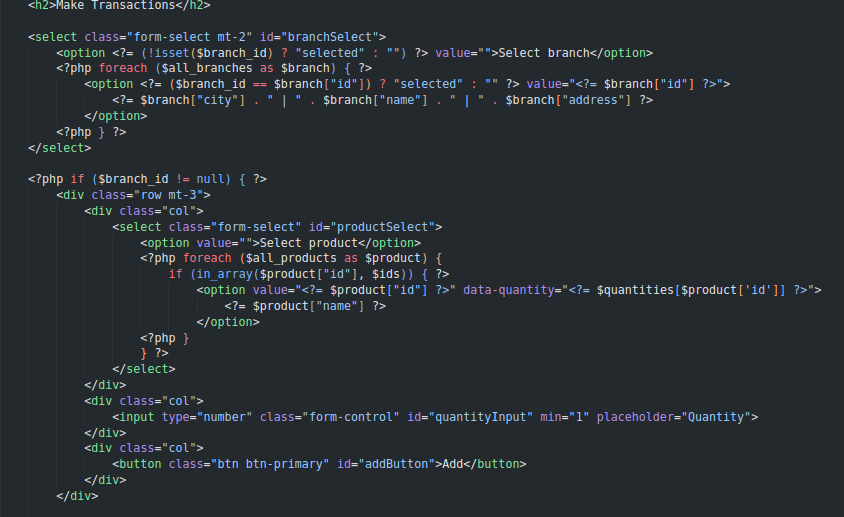 <h2>Make Transactions</h2>
<select class="form-select mt-2" id="branchSelect">
<option <?= (!isset($branch_id) ? "selected" : "") ?> value="">Select branch</option>
<?php foreach ($all_branches as $branch) { ?>
<option <?= ($branch_id == $branch["id"]) ? "selected" : "" ?> value="<?= $branch["id"] ?>">
<?= $branch["city"] . " | " . $branch["name"] . " | " . $branch["address"] ?>
</option>
<?php } ?>
</select>
<?php if ($branch_id != null) { ?>
<div class="row mt-3">
<div class="col">
<select class="form-select" id="productSelect">
<option value="">Select product</option>
<?php foreach ($all_products as $product) {
if (in_array($product["id"], $ids)) { ?>
<option value="<?= $product["id"] ?>" data-quantity="<?= $quantities[$product['id']] ?>">
<?= $product["name"] ?>
</option>
<?php }
} ?>
</select>
</div>
<div class="col">
<input type="number" class="form-control" id="quantityInput" min="1" placeholder="Quantity">
</div>
<div class="col">
<button class="btn btn-primary" id="addButton">Add</button>
</div>
</div>